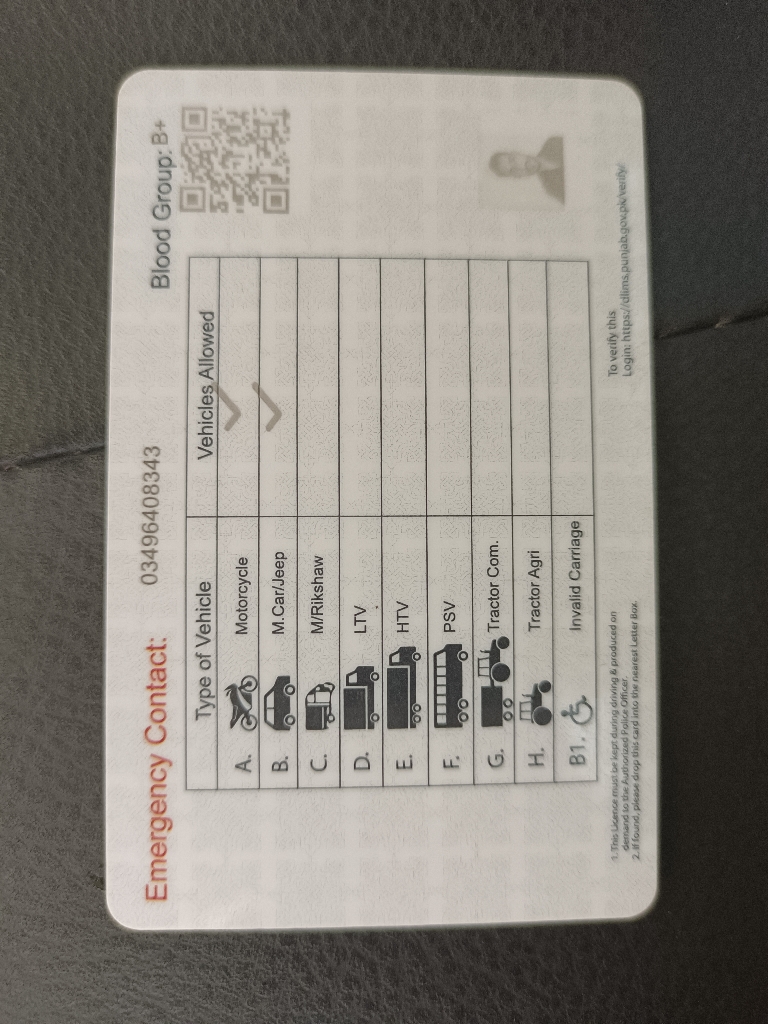 Emergency Contact: 03496408343 Blood Group: B+
Type of Vehicle Vehicles Allowed
A. Motorcycle
B. M.Car/Jeep
C. M/Rikshaw
D. LTV
E. HTV
F. PSV
G. Tractor Com.
H. Tractor Agri
B1. Invalid Carriage
1. This Licence must be kept during driving & produced on
demand to the Authorized Police Officer.
2. If found, please drop this card into the nearest Letter Box.
To verify this
Login: https://dlims.punjab.gov.pk/verify/